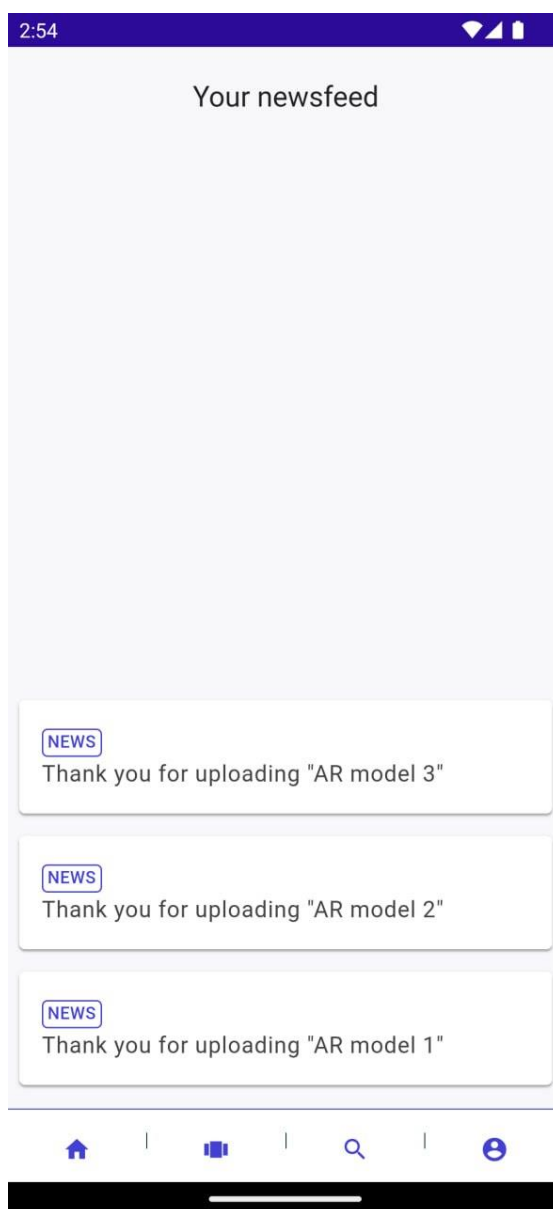 2:54
Your newsfeed
NEWS
Thank you for uploading "AR model 3"
NEWS
Thank you for uploading "AR model 2"
NEWS
Thank you for uploading "AR model 1"